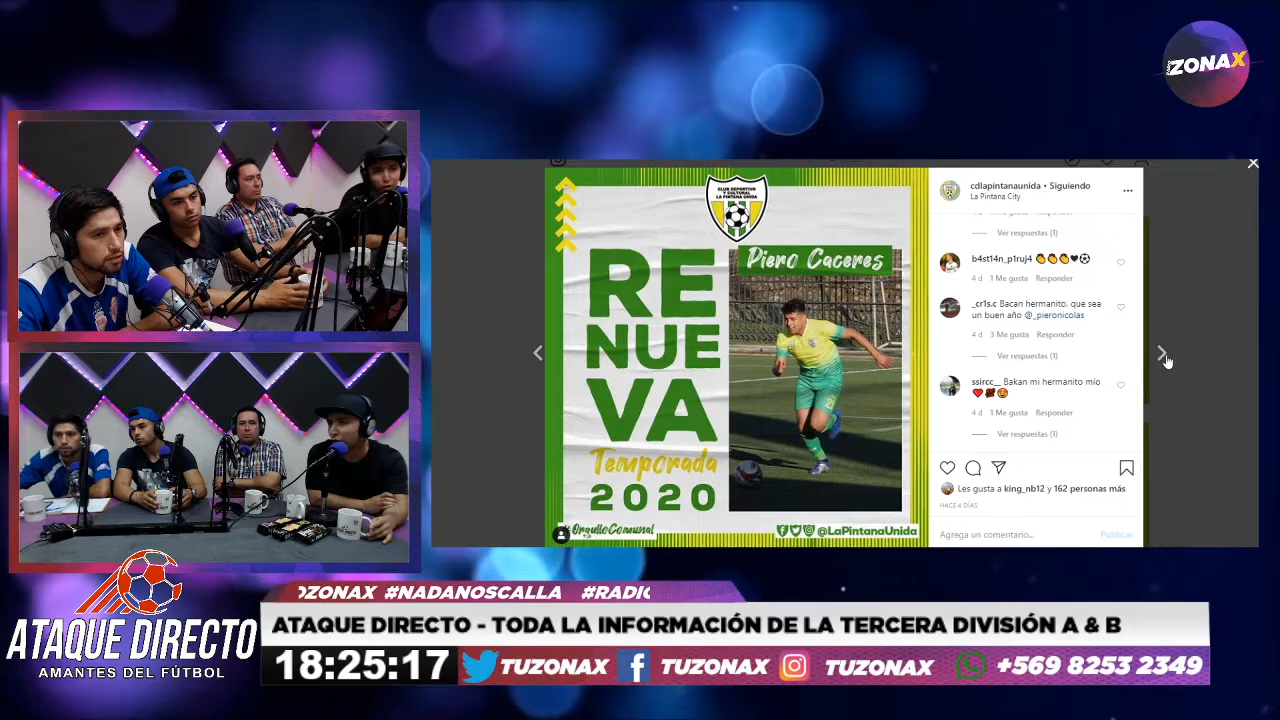 ZONAX
CLUB DEPORTIVO
Y CULTURAL
LA PINTANA UNIDA
RE
NUE
VA
Temporada
2020
Piero Caceres
#OrgulloComunal
@LaPintanaUnida
cdlapintanaunida • Siguiendo
La Pintana City
Ver respuestas (1)
b4st14n_p1ruj4 👏👏👏🖤⚽
4 d 1 Me gusta Responder
_cr1s.c Bacan hermanito, que sea
un buen año @_pieronicolas
4 d 3 Me gusta Responder
Ver respuestas (1)
ssircc__ Bakan mi hermanito mío
4 d 1 Me gusta Responder
Ver respuestas (1)
Les gusta a king_nb12 y 162 personas más
HACE 4 DÍAS
Agrega un comentario...
Publicar
OZONAX #NADANOSCALLA #RADIO
ATAQUE DIRECTO
AMANTES DEL FÚTBOL
ATAQUE DIRECTO - TODA LA INFORMACIÓN DE LA TERCERA DIVISIÓN A & B
18:25:17 TUZONAX TUZONAX TUZONAX +569 8253 2349